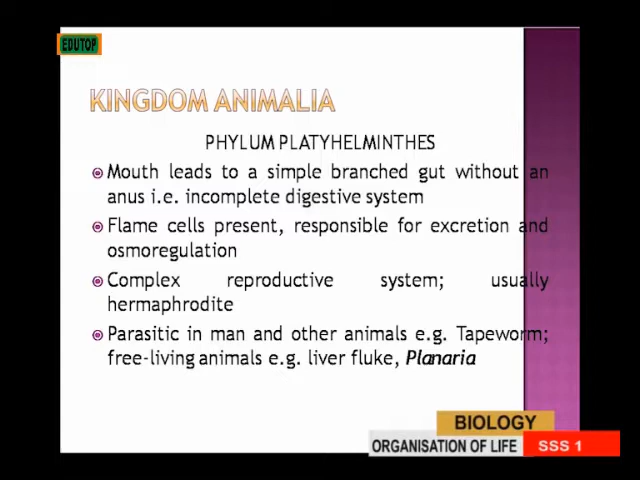 EDUTOP
KINGDOM ANIMALIA
PHYLUM PLATYHELMINTHES
Mouth leads to a simple branched gut without an
anus i.e. incomplete digestive system
Flame cells present, responsible for excretion and
osmoregulation
Complex reproductive system; usually
hermaphrodite
Parasitic in man and other animals e.g. Tapeworm;
free-living animals e.g. liver fluke, Planaria
BIOLOGY
ORGANISATION OF LIFE SSS 1